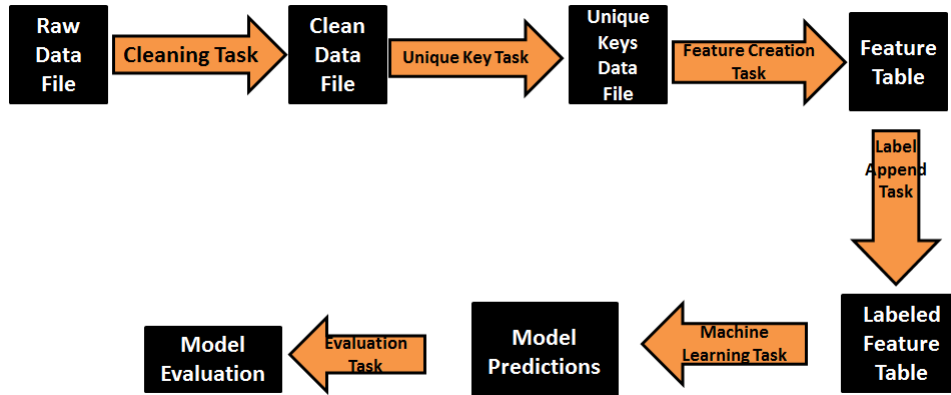 Raw
Data
File
Cleaning Task
Clean
Data
File
Unique Key Task
Unique
Keys
Data
File
Feature Creation
Task
Feature
Table
Label
Append
Task
Labeled
Feature
Table
Machine
Learning Task
Model
Predictions
Evaluation
Task
Model
Evaluation